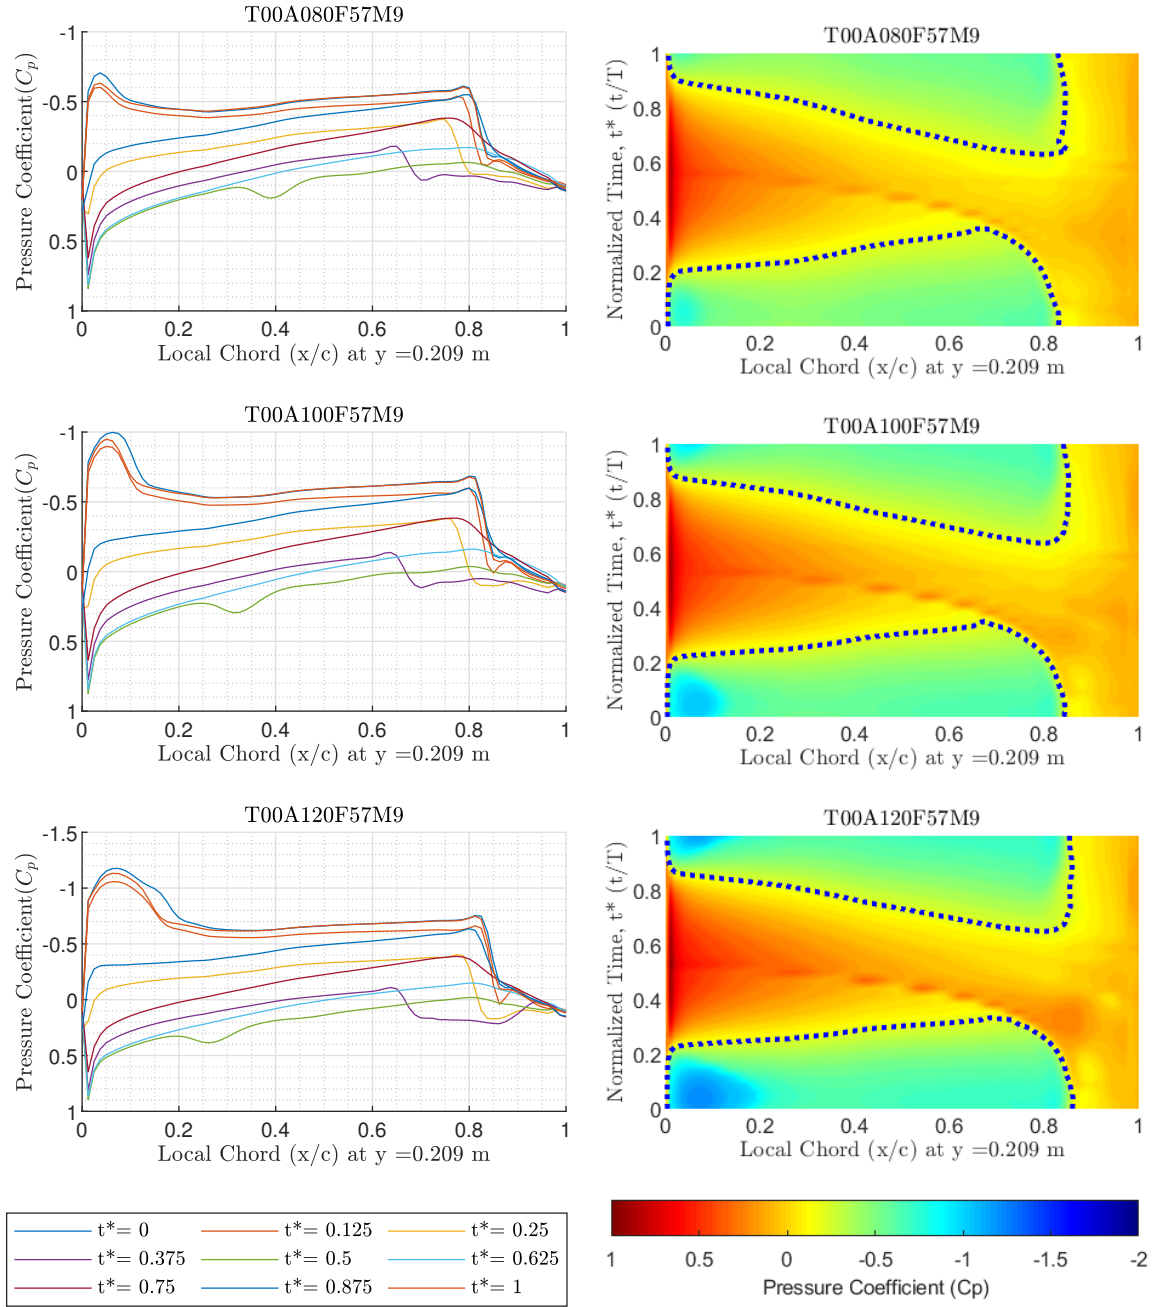 T00A080F57M9
-1
-0.5
0
0.5
1
Pressure Coefficient(Cp)
0 0.2 0.4 0.6 0.8 1
Local Chord (x/c) at y =0.209 m
T00A080F57M9
1
0.8
0.6
0.4
0.2
0
Normalized Time, t* (t/T)
0 0.2 0.4 0.6 0.8 1
Local Chord (x/c) at y =0.209 m
T00A100F57M9
-1
-0.5
0
0.5
1
Pressure Coefficient(Cp)
0 0.2 0.4 0.6 0.8 1
Local Chord (x/c) at y =0.209 m
T00A100F57M9
1
0.8
0.6
0.4
0.2
0
Normalized Time, t* (t/T)
0 0.2 0.4 0.6 0.8 1
Local Chord (x/c) at y =0.209 m
T00A120F57M9
-1.5
-1
-0.5
0
0.5
1
Pressure Coefficient(Cp)
0 0.2 0.4 0.6 0.8 1
Local Chord (x/c) at y =0.209 m
T00A120F57M9
1
0.8
0.6
0.4
0.2
0
Normalized Time, t* (t/T)
0 0.2 0.4 0.6 0.8 1
Local Chord (x/c) at y =0.209 m
t*= 0 t*= 0.125 t*= 0.25
t*= 0.375 t*= 0.5 t*= 0.625
t*= 0.75 t*= 0.875 t*= 1
1 0.5 0 -0.5 -1 -1.5 -2
Pressure Coefficient (Cp)